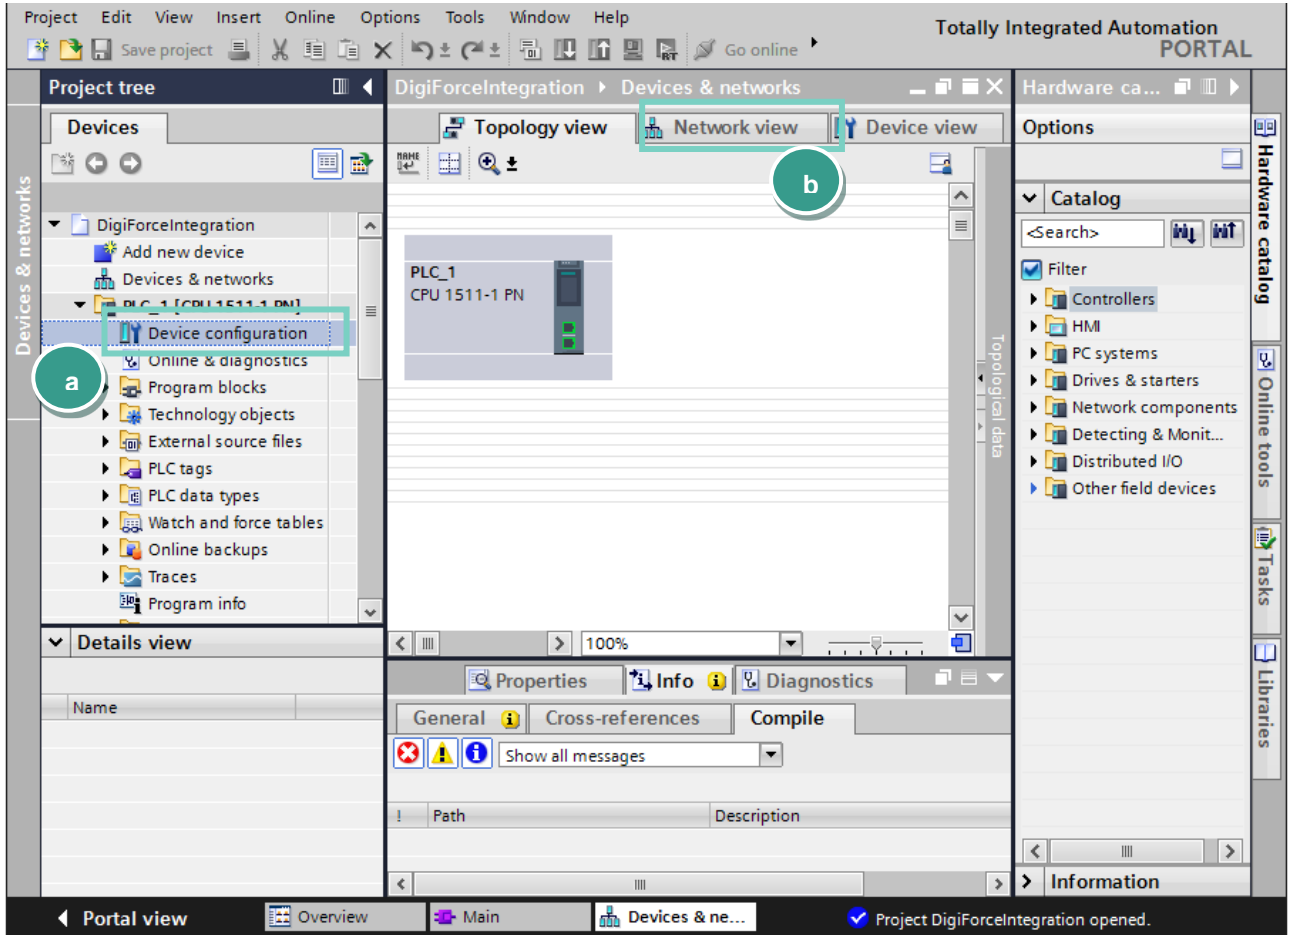 Project Edit View Insert Online Options Tools Window Help
Totally Integrated Automation
PORTAL
Save project
Go online
Project tree
DigiForceIntegration Devices & networks
Hardware ca...
Devices
Topology view
Network view
Device view
Options
b
Devices & networks
DigiForceIntegration
Add new device
Devices & networks
PLC_1 [CPU 1511-1 PN]
Device configuration
Online & diagnostics
a
Program blocks
Technology objects
External source files
PLC tags
PLC data types
Watch and force tables
Online backups
Traces
Program info
Details view
Name
PLC_1
CPU 1511-1 PN
Topological data
100%
Properties
Info
Diagnostics
General
Cross-references
Compile
Show all messages
! Path Description
Catalog
<Search>
Filter
Controllers
HMI
PC systems
Drives & starters
Network components
Detecting & Monit...
Distributed I/O
Other field devices
Information
Hardware catalog
Online tools
Tasks
Libraries
Portal view
Overview
Main
Devices & ne...
Project DigiForceIntegration opened.